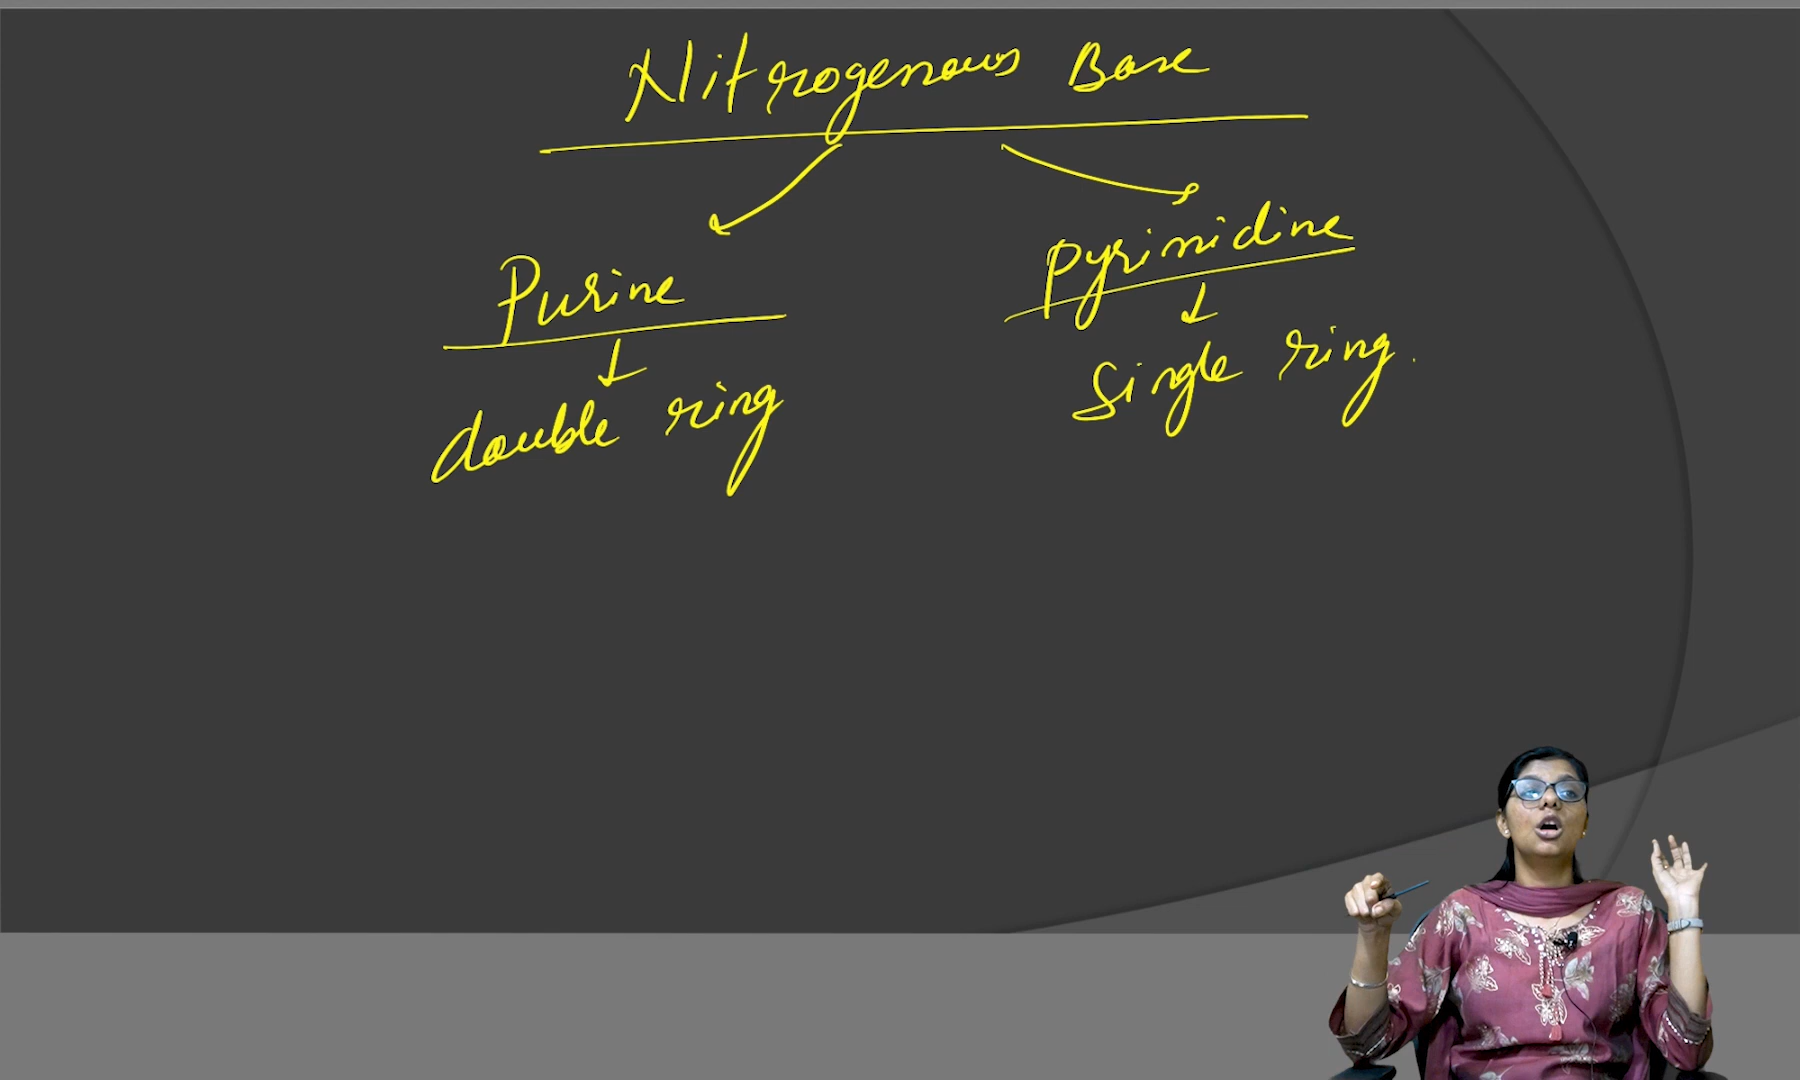 Nitrogenous Base
Purine
Pyrimidine
double ring
Single ring.